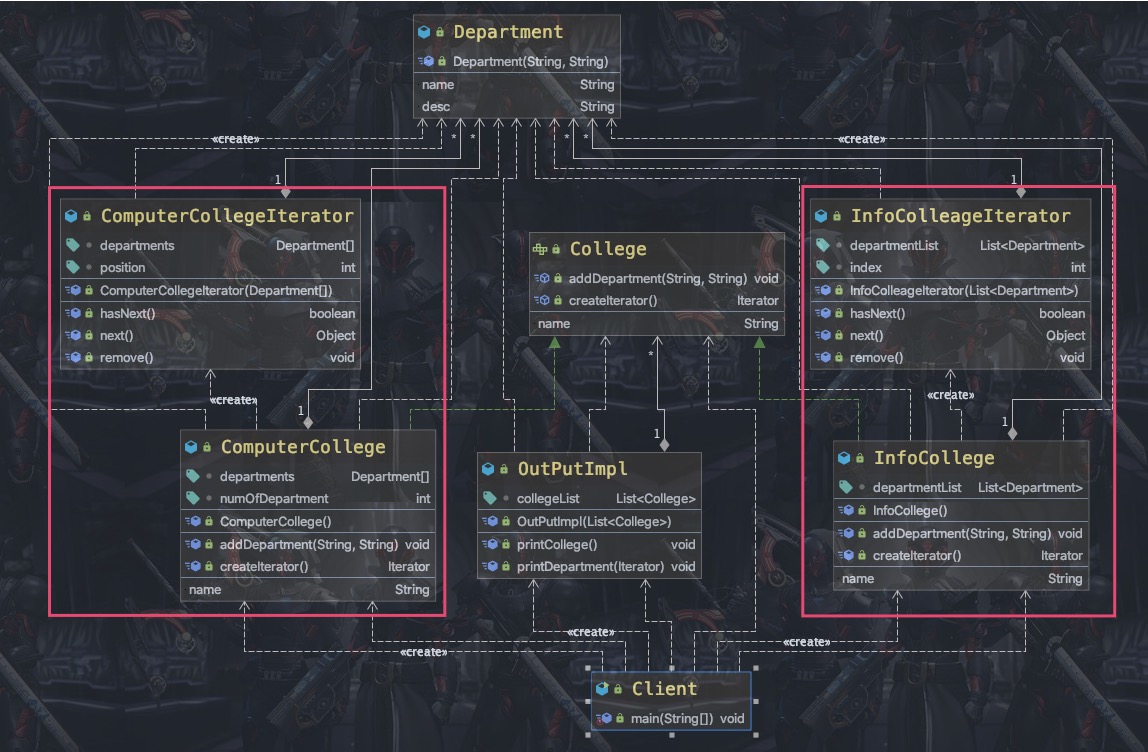 Department
Department(String, String)
name String
desc String
«create»
«create»
*
*
*
*
1
1
ComputerCollegeIterator
departments Department[]
position int
ComputerCollegeIterator(Department[])
hasNext() boolean
next() Object
remove() void
College
addDepartment(String, String) void
createIterator() Iterator
name String
InfoColleageIterator
departmentList List<Department>
index int
InfoColleageIterator(List<Department>)
hasNext() boolean
next() Object
remove() void
*
«create»
«create»
1
1
1
ComputerCollege
departments Department[]
numOfDepartment int
ComputerCollege()
addDepartment(String, String) void
createIterator() Iterator
name String
OutPutImpl
collegeList List<College>
OutPutImpl(List<College>)
printCollege() void
printDepartment(Iterator) void
InfoCollege
departmentList List<Department>
InfoCollege()
addDepartment(String, String) void
createIterator() Iterator
name String
«create»
«create»
«create»
Client
main(String[]) void